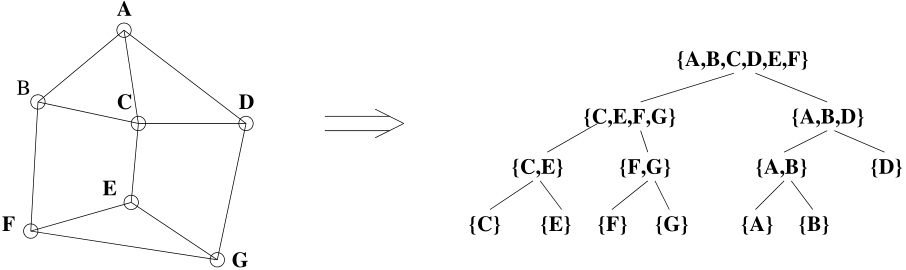 A
B
C
D
E
F
G
{A,B,C,D,E,F}
{C,E,F,G}
{A,B,D}
{C,E}
{F,G}
{A,B}
{D}
{C}
{E}
{F}
{G}
{A}
{B}